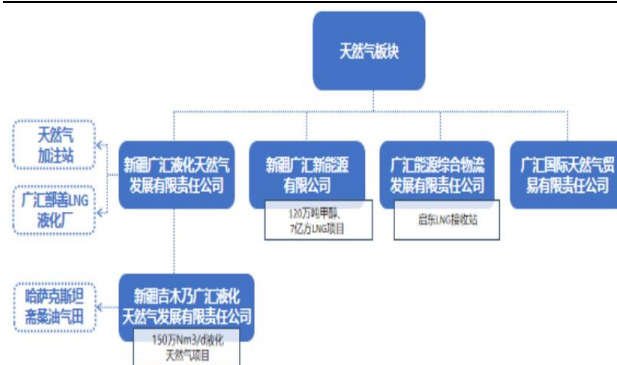 天然气板块
天然气
加注站
新疆广汇液化天然气
发展有限责任公司
新疆广汇新能源
有限公司
广汇能源综合物流
发展有限责任公司
广汇国际天然气贸
易有限责任公司
广汇鄯善LNG
液化厂
120万吨甲醇、
7亿方LNG项目
启东LNG接收站
哈萨克斯坦
斋桑油气田
新疆吉木乃广汇液化
天然气发展有限责任公司
150万Nm3/d液化
天然气项目